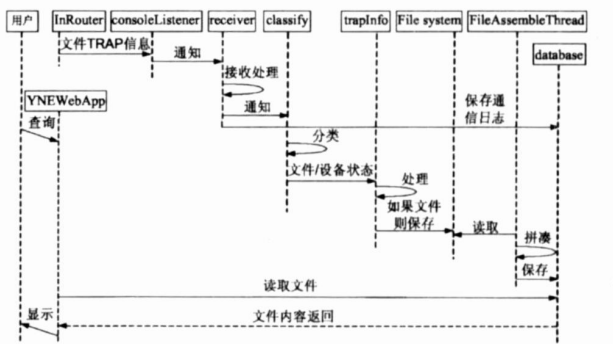 用户 InRouter consoleListener receiver classify trapInfo File system FileAssembleThread
database
文件TRAP信息
通知
接收处理
YNEWebApp
通知
保存通
信日志
查询
分类
文件/设备状态
处理
如果文件
则保存
读取
拼凑
保存
读取文件
显示
文件内容返回